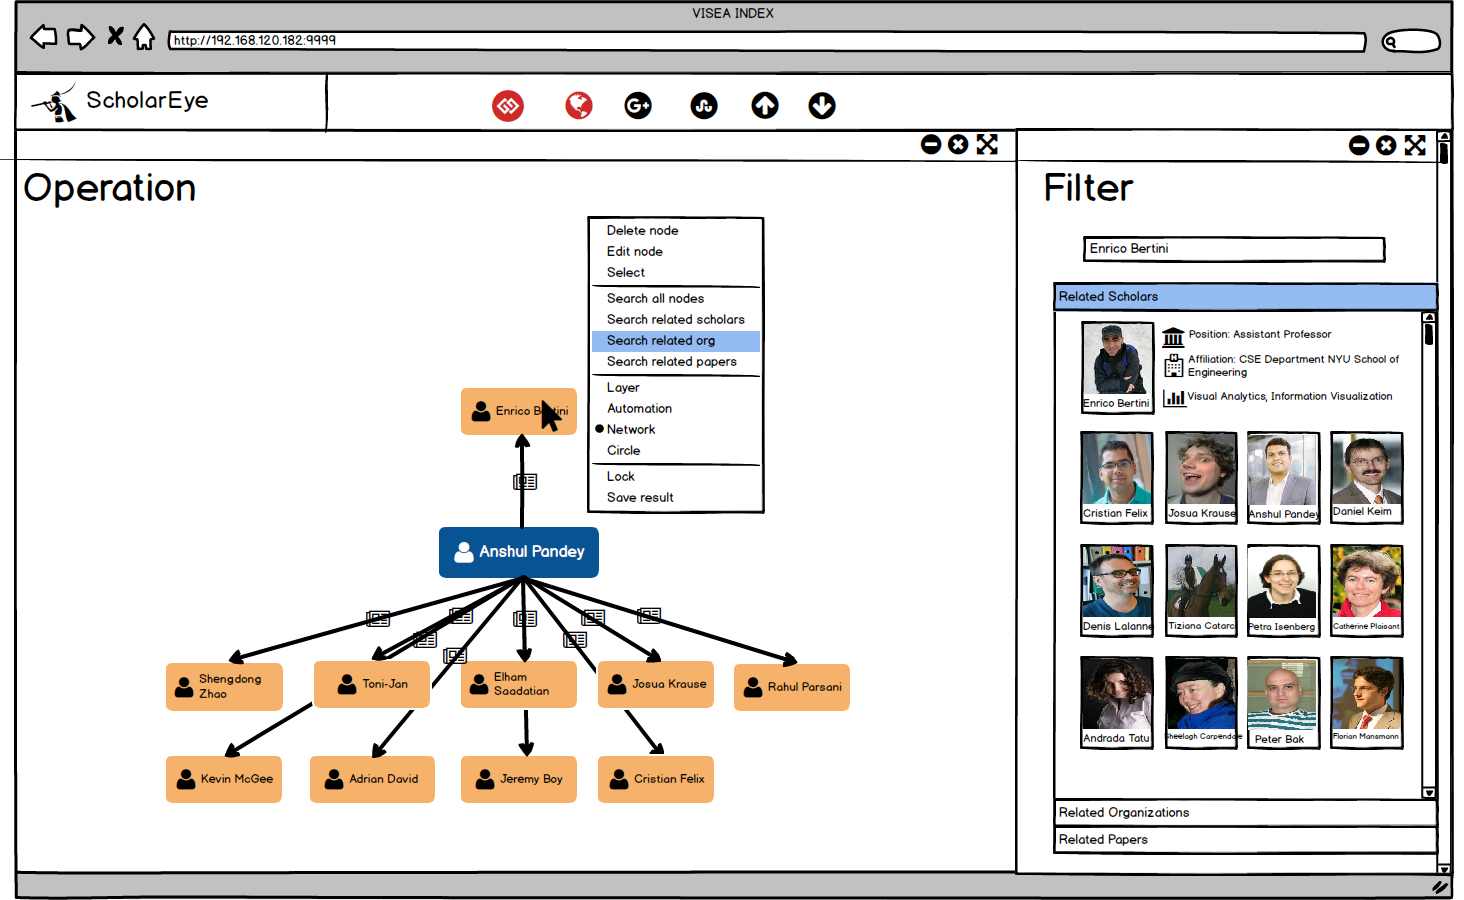 VISEA INDEX
http://192.168.120.182:9999
ScholarEye
Operation
Delete node
Edit node
Select
Search all nodes
Search related scholars
Search related org
Search related papers
Layer
Automation
Network
Circle
Lock
Save result
Enrico Bertini
Anshul Pandey
Shengdong
Zhao
Toni-Jan
Elham
Saadatian
Josua Krause
Rahul Parsani
Kevin McGee
Adrian David
Jeremy Boy
Cristian Felix
Filter
Enrico Bertini
Related Scholars
Position: Assistant Professor
Affiliation: CSE Department NYU School of
Engineering
Visual Analytics, Information Visualization
Enrico Bertini
Cristian Felix
Josua Krause
Anshul Pandey
Daniel Keim
Denis Lalanne
Tiziana Catarc
Petra Isenberg
Catherine Plaisant
Andrada Tatu
Sheelagh Carpendale
Peter Bak
Florian Mansmann
Related Organizations
Related Papers